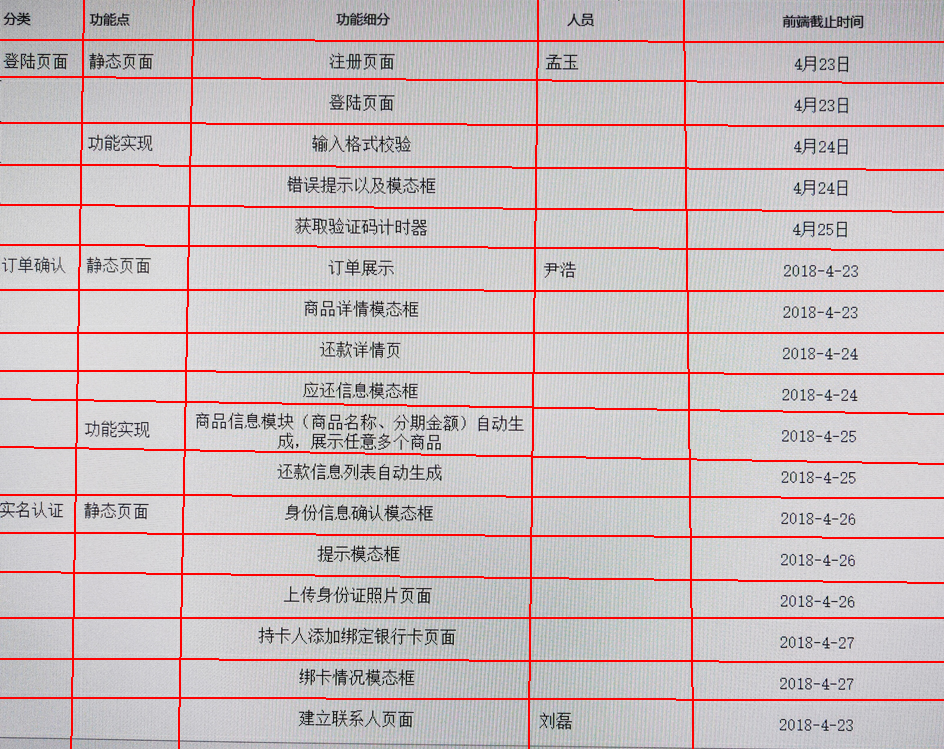 分类 功能点 功能细分 人员 前端截止时间
登陆页面 静态页面 注册页面 孟玉 4月23日
登陆页面 4月23日
功能实现 输入格式校验 4月24日
错误提示以及模态框 4月24日
获取验证码计时器 4月25日
订单确认 静态页面 订单展示 尹浩 2018-4-23
商品详情模态框 2018-4-23
还款详情页 2018-4-24
应还信息模态框 2018-4-24
功能实现 商品信息模块（商品名称、分期金额）自动生
成，展示任意多个商品 2018-4-25
还款信息列表自动生成 2018-4-25
实名认证 静态页面 身份信息确认模态框 2018-4-26
提示模态框 2018-4-26
上传身份证照片页面 2018-4-26
持卡人添加绑定银行卡页面 2018-4-27
绑卡情况模态框 2018-4-27
建立联系人页面 刘磊 2018-4-23